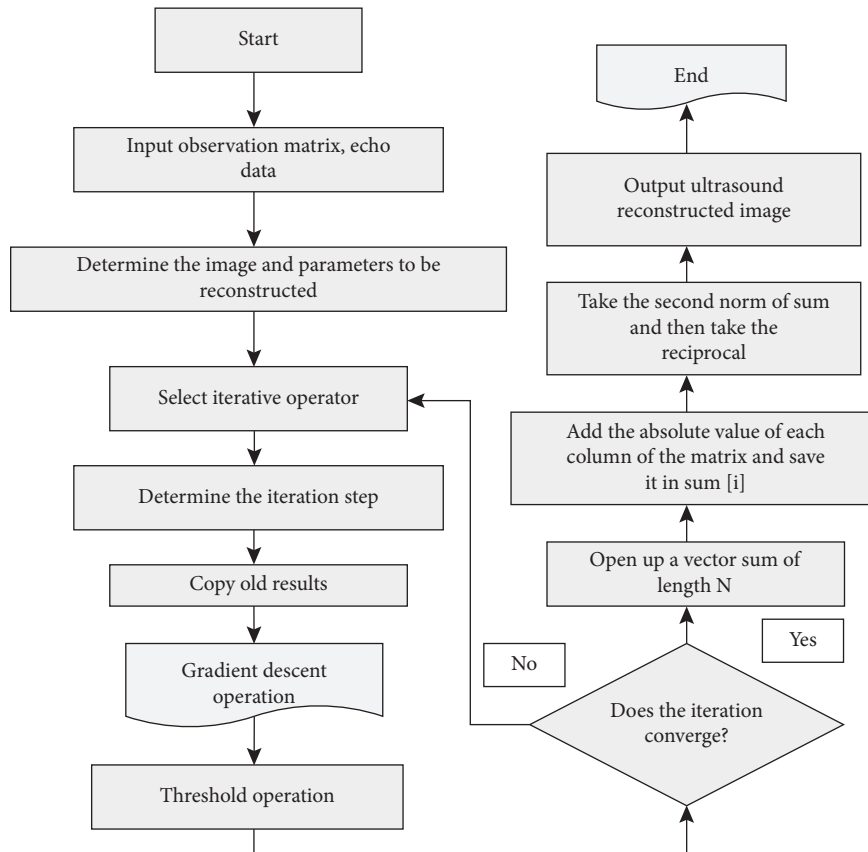 Start
Input observation matrix, echo
data
Determine the image and parameters to be
reconstructed
Select iterative operator
Determine the iteration step
Copy old results
Gradient descent
operation
Threshold operation
Does the iteration
converge?
No
Yes
Open up a vector sum of
length N
Add the absolute value of each
column of the matrix and save
it in sum [i]
Take the second norm of sum
and then take the
reciprocal
Output ultrasound
reconstructed image
End